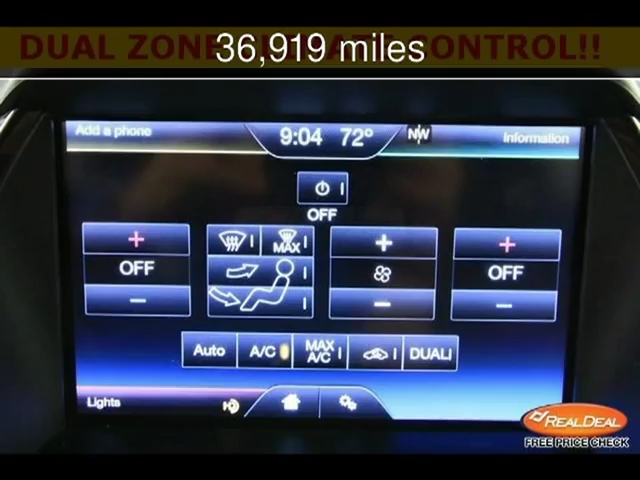 DUAL ZONE CLIMATE CONTROL!!
36,919 miles
Add a phone
9:04 72°
NW
Information
OFF
MAX
+ + +
OFF
OFF
- - -
Auto A/C MAX A/C DUAL
Lights
REALDEAL
FREE PRICE CHECK